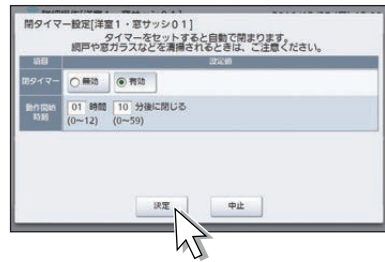 閉タイマー設定[洋室1・窓サッシ01]
タイマーをセットすると自動で閉まります。
網戸や窓ガラスなどを清掃されるときは、ご注意ください。
項目 設定値
閉タイマー 無効 有効
動作開始時刻 01 時間 10 分後に閉じる
(0~12) (0~59)
決定 中止